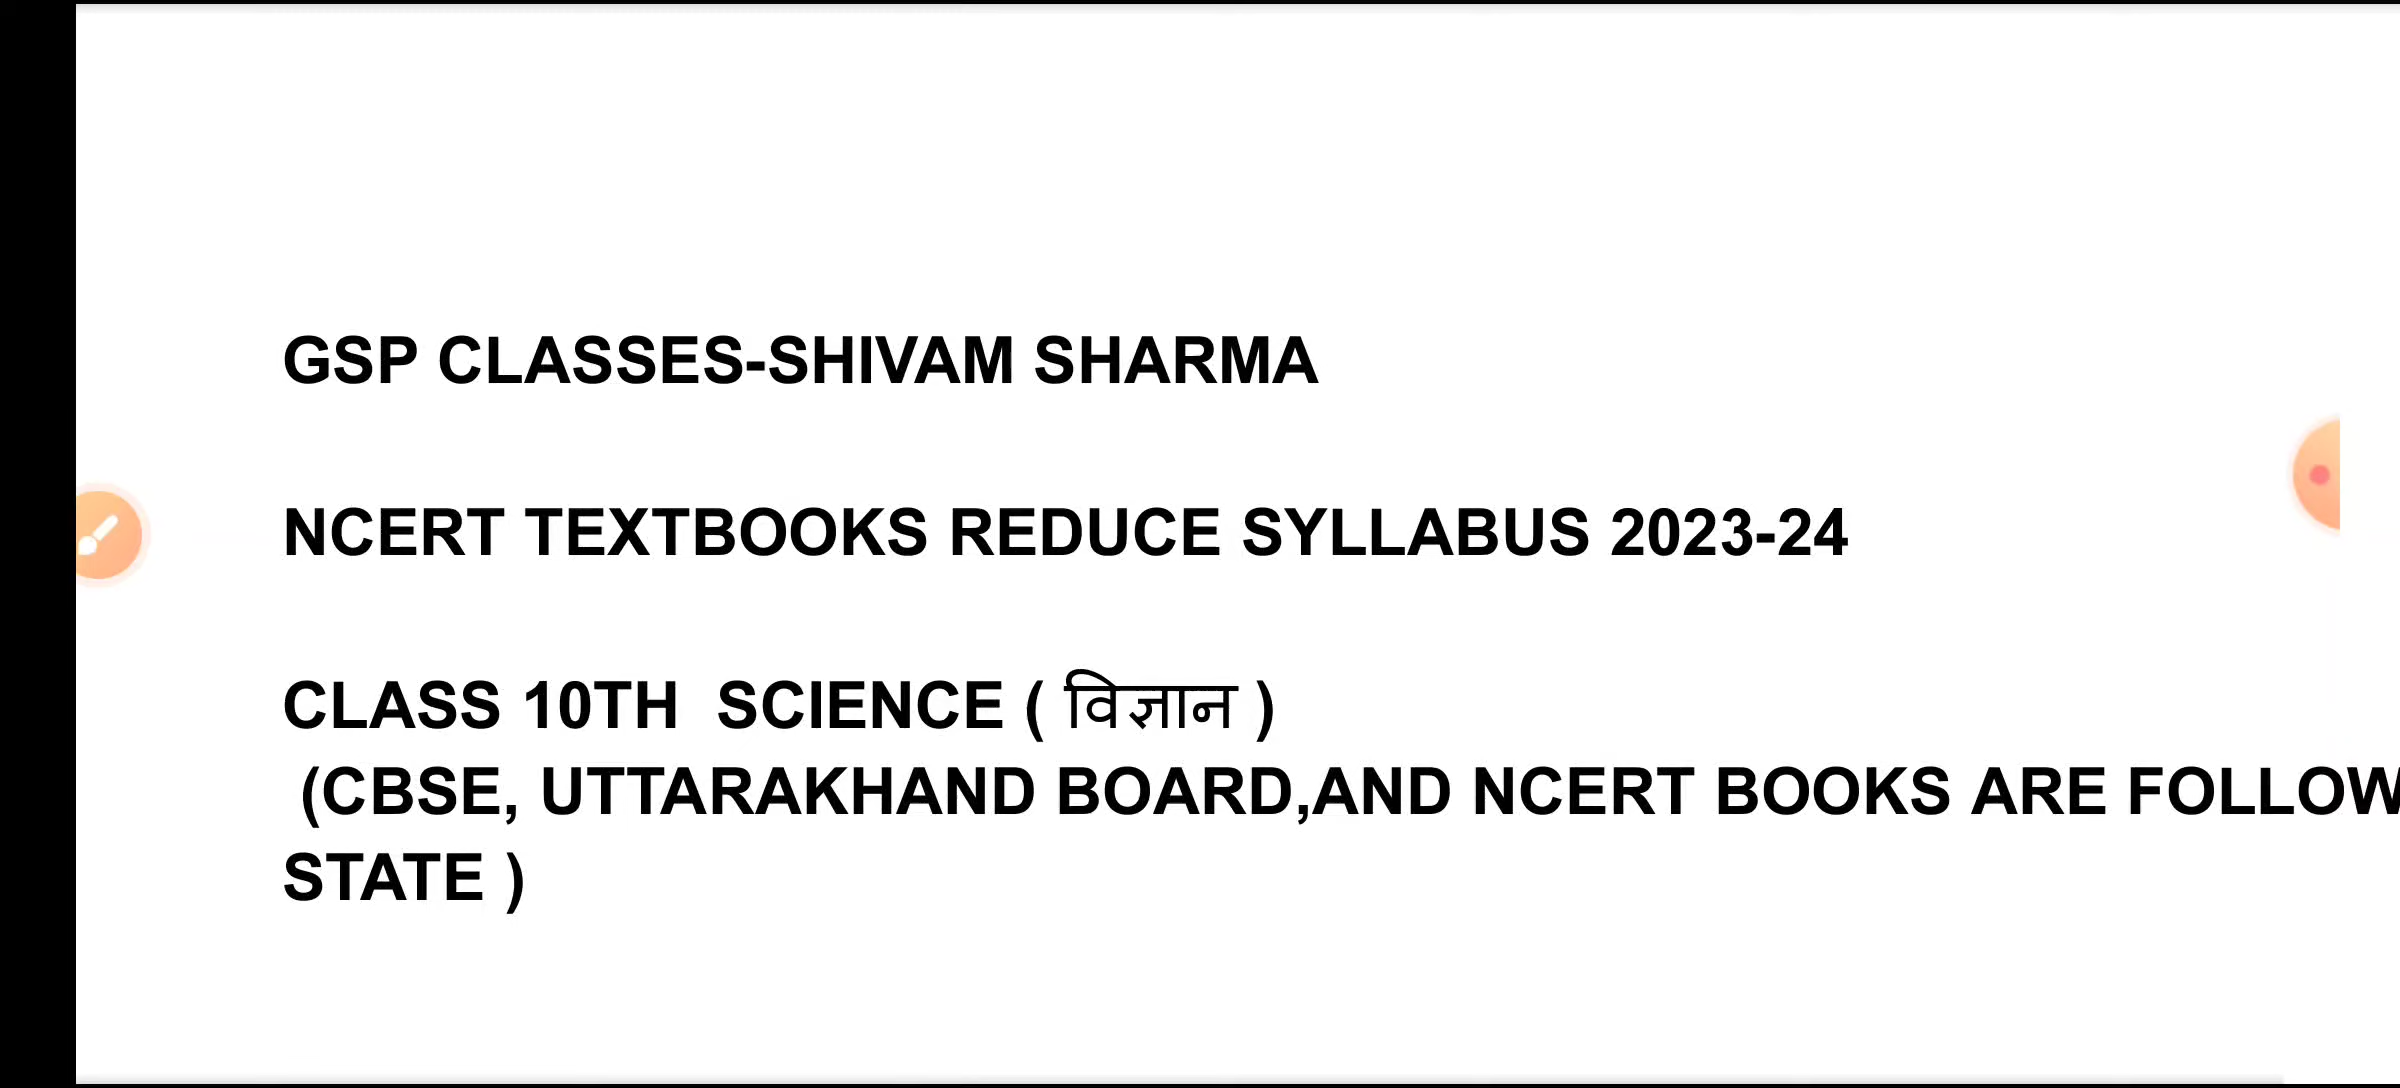 GSP CLASSES-SHIVAM SHARMA
NCERT TEXTBOOKS REDUCE SYLLABUS 2023-24
CLASS 10TH  SCIENCE ( विज्ञान )
(CBSE, UTTARAKHAND BOARD,AND NCERT BOOKS ARE FOLLOW
STATE )